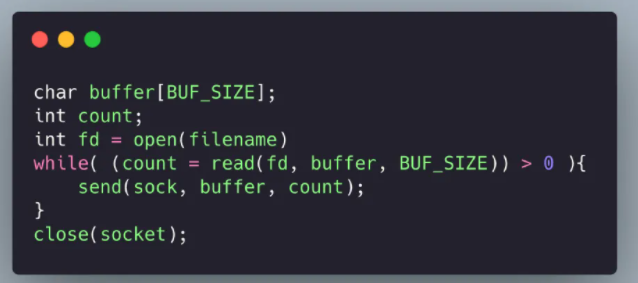 char buffer[BUF_SIZE];
int count;
int fd = open(filename)
while( (count = read(fd, buffer, BUF_SIZE)) > 0 ){
    send(sock, buffer, count);
}
close(socket);